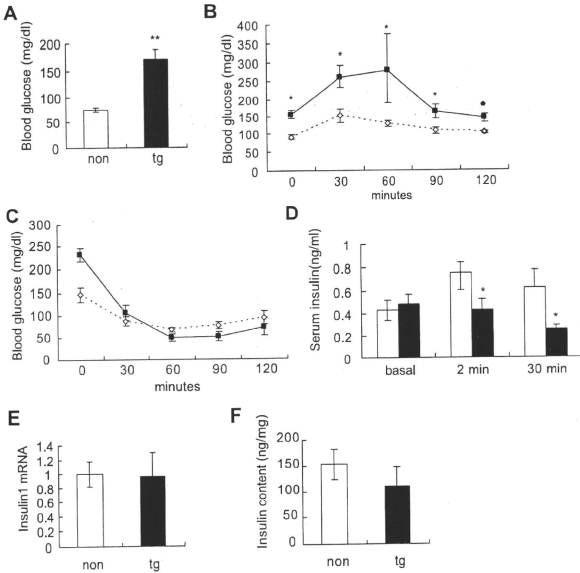 A
Blood glucose (mg/dl)
200
150
100
50
0
**
non tg
B
Blood glucose (mg/dl)
400
350
300
250
200
150
100
50
0
* * * *
0 30 60 90 120
minutes
C
Blood glucose (mg/dl)
300
250
200
150
100
50
0
0 30 60 90 120
minutes
D
Serum insulin(ng/ml)
1
0.8
0.6
0.4
0.2
0
*
*
basal 2 min 30 min
E
Insulin1 mRNA
1.4
1.2
1
0.8
0.6
0.4
0.2
0
non tg
F
Insulin content (ng/mg)
200
150
100
50
0
non tg